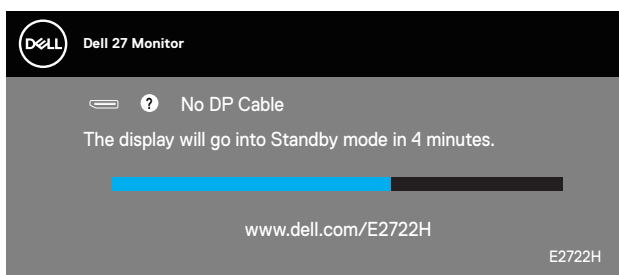 DELL
Dell 27 Monitor
? No DP Cable
The display will go into Standby mode in 4 minutes.
www.dell.com/E2722H
E2722H